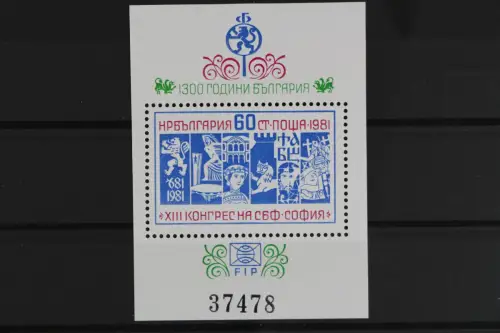 1300 ГОДИНИ БЪЛГАРИЯ
НРБЪЛГАРИЯ 60 СТ·ПОЩА·1981
681
1981
«XIII КОНГРЕС НА СБФ·СОФИЯ»
FIP
37478